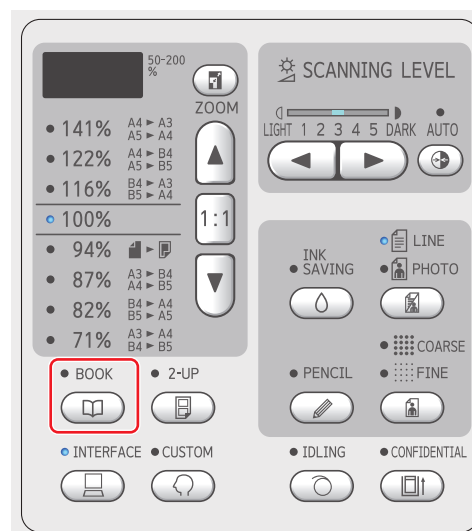 50-200
%
ZOOM
141% A4 ► A3
A5 ► A4
122% A4 ► B4
A5 ► B5
116% B4 ► A3
B5 ► A4
100%
1:1
94%
87% A3 ► B4
A4 ► B5
82% B4 ► A4
B5 ► A5
71% A3 ► A4
B4 ► B5
BOOK
2-UP
INTERFACE
CUSTOM
SCANNING LEVEL
LIGHT 1 2 3 4 5 DARK AUTO
INK
SAVING
LINE
PHOTO
COARSE
PENCIL
FINE
IDLING
CONFIDENTIAL